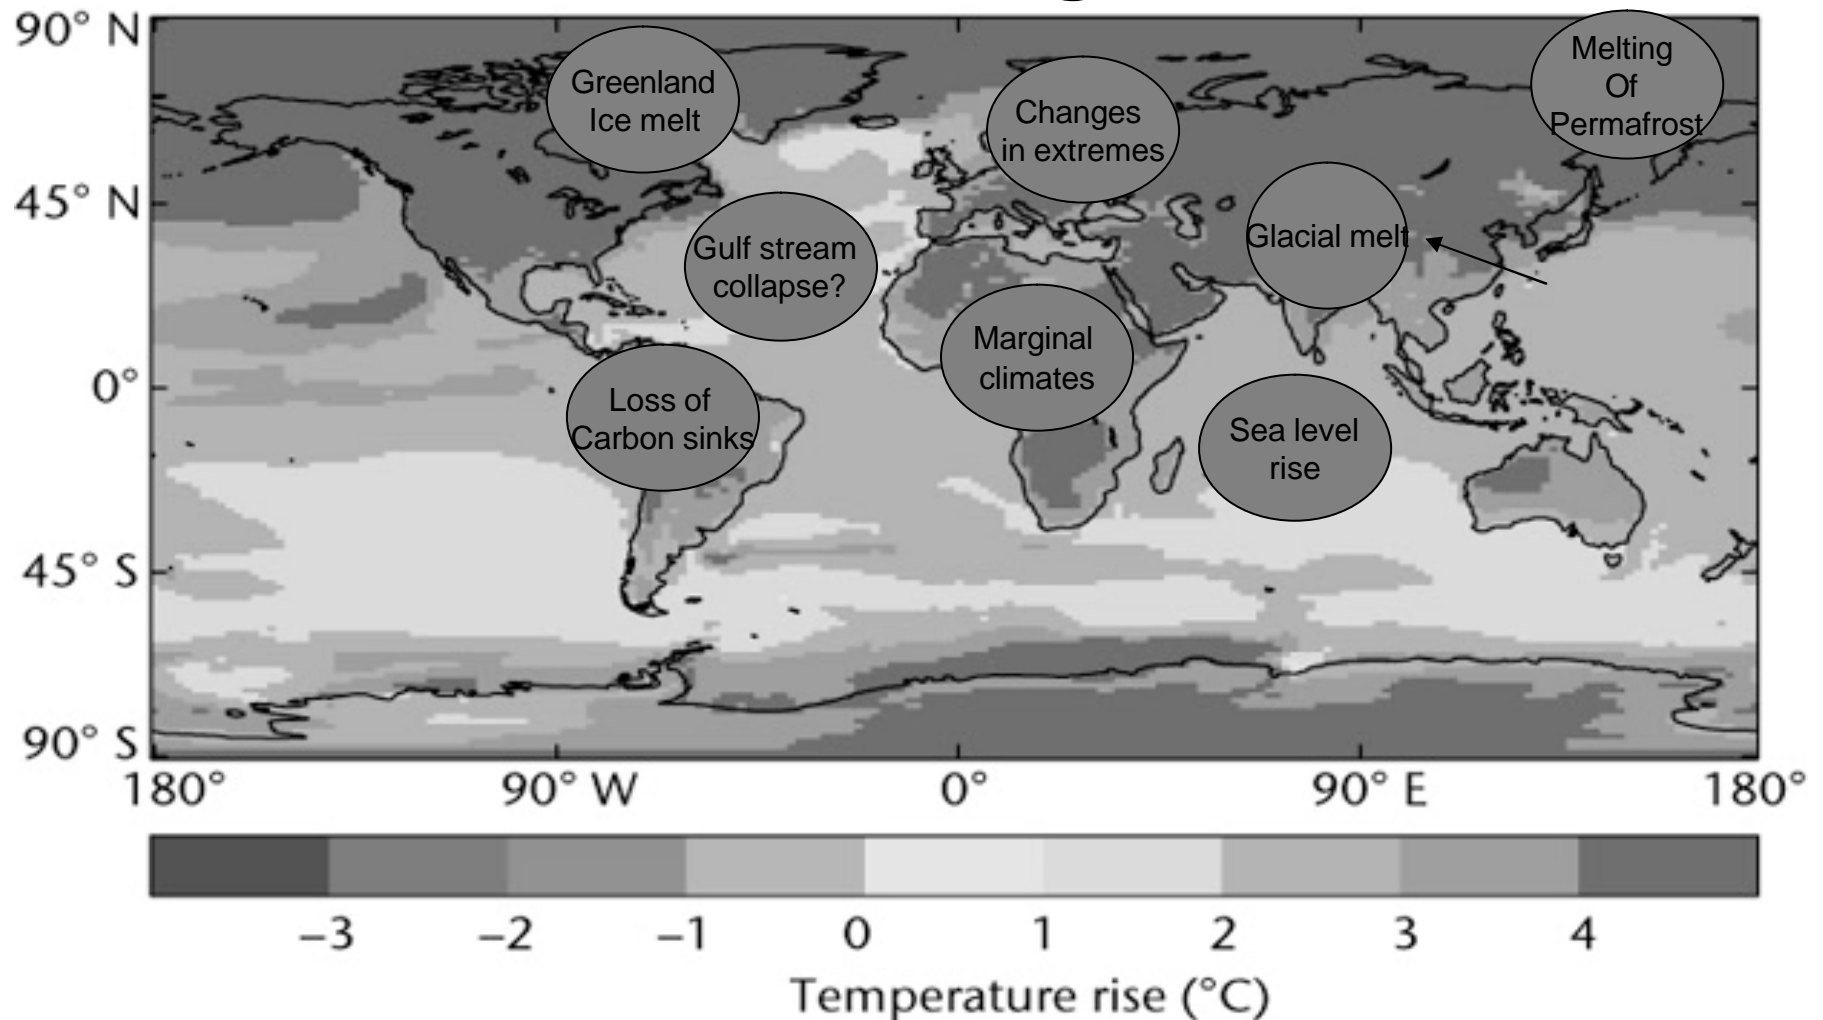 90° N
45° N
0°
45° S
90° S
Greenland
Ice melt
Changes
in extremes
Melting
Of
Permafrost
Gulf stream
collapse?
Glacial melt
Marginal
climates
Loss of
Carbon sinks
Sea level
rise
180° 90° W 0° 90° E 180°
–3 –2 –1 0 1 2 3 4
Temperature rise (°C)